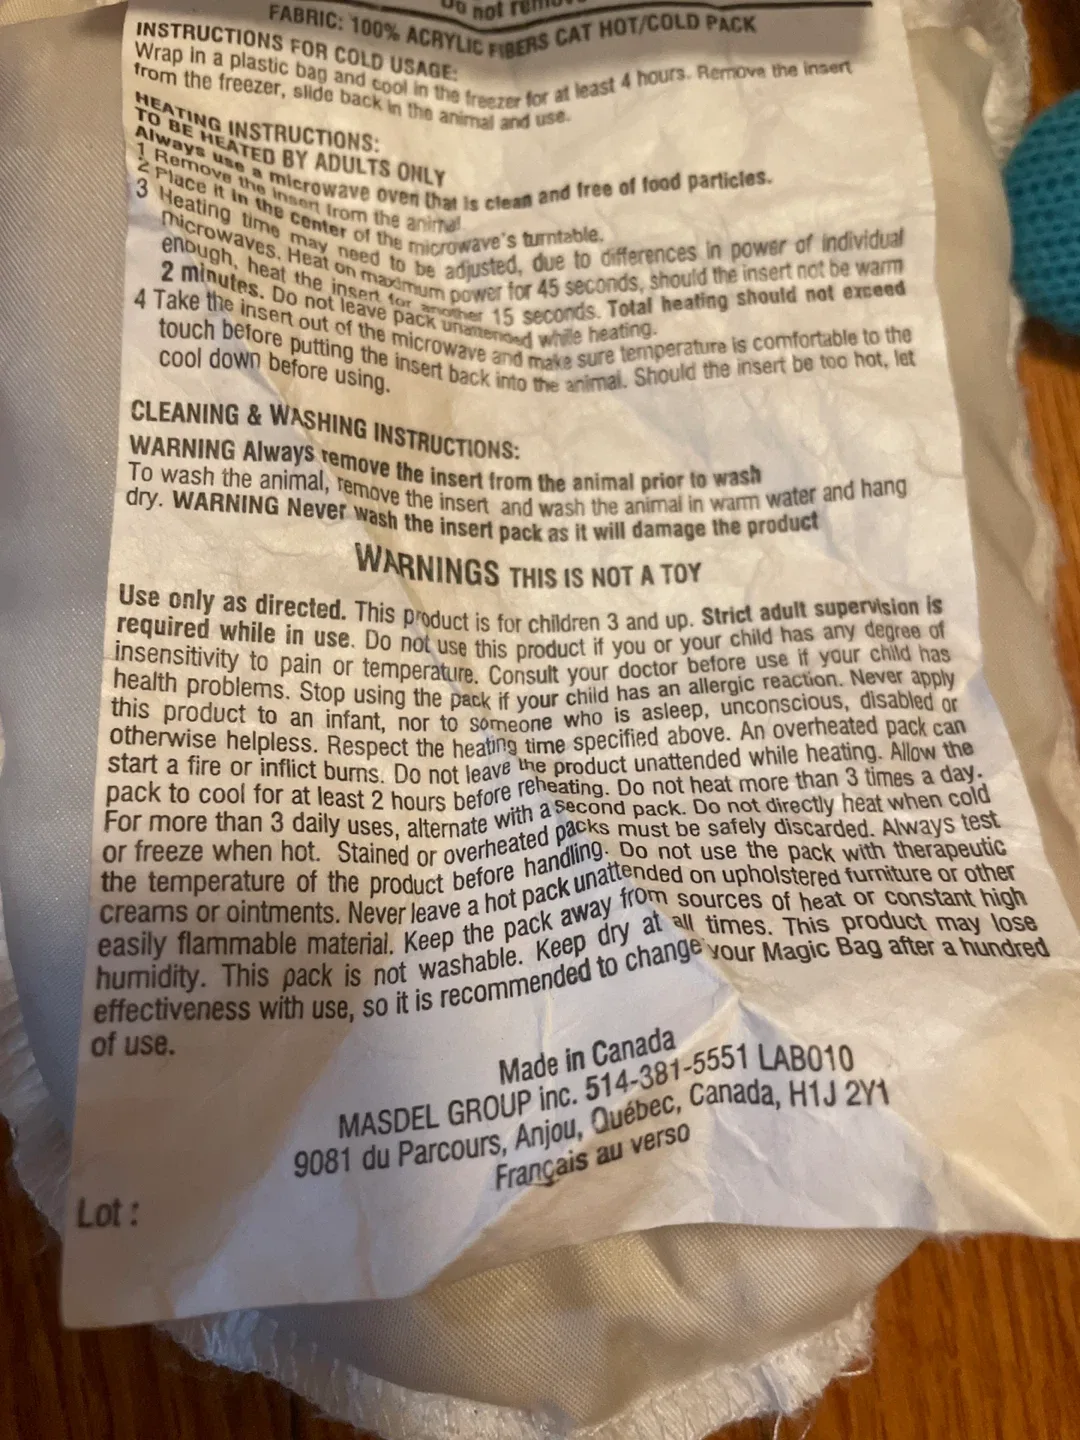 Do not remove
FABRIC: 100% ACRYLIC FIBERS CAT HOT/COLD PACK
INSTRUCTIONS FOR COLD USAGE:
Wrap in a plastic bag and cool in the freezer for at least 4 hours. Remove the insert
from the freezer, slide back in the animal and use.
HEATING INSTRUCTIONS:
TO BE HEATED BY ADULTS ONLY
Always use a microwave oven that is clean and free of food particles.
1 Remove the insert from the animal
2 Place it in the center of the microwave's turntable.
3 Heating time may need to be adjusted, due to differences in power of individual
microwaves. Heat on maximum power for 45 seconds, should the insert not be warm
enough, heat the insert for another 15 seconds. Total heating should not exceed
2 minutes. Do not leave pack unattended while heating.
4 Take the insert out of the microwave and make sure temperature is comfortable to the
touch before putting the insert back into the animal. Should the insert be too hot, let
cool down before using.
CLEANING & WASHING INSTRUCTIONS:
WARNING Always remove the insert from the animal prior to wash
To wash the animal, remove the insert and wash the animal in warm water and hang
dry. WARNING Never wash the insert pack as it will damage the product
WARNINGS THIS IS NOT A TOY
Use only as directed. This product is for children 3 and up. Strict adult supervision is
required while in use. Do not use this product if you or your child has any degree of
insensitivity to pain or temperature. Consult your doctor before use if your child has
health problems. Stop using the pack if your child has an allergic reaction. Never apply
this product to an infant, nor to someone who is asleep, unconscious, disabled or
otherwise helpless. Respect the heating time specified above. An overheated pack can
start a fire or inflict burns. Do not leave the product unattended while heating. Allow the
pack to cool for at least 2 hours before reheating. Do not heat more than 3 times a day.
For more than 3 daily uses, alternate with a second pack. Do not directly heat when cold
or freeze when hot. Stained or overheated packs must be safely discarded. Always test
the temperature of the product before handling. Do not use the pack with therapeutic
creams or ointments. Never leave a hot pack unattended on upholstered furniture or other
easily flammable material. Keep the pack away from sources of heat or constant high
humidity. This pack is not washable. Keep dry at all times. This product may lose
effectiveness with use, so it is recommended to change your Magic Bag after a hundred
of use.
Made in Canada
MASDEL GROUP inc. 514-381-5551 LAB010
9081 du Parcours, Anjou, Québec, Canada, H1J 2Y1
Français au verso
Lot :